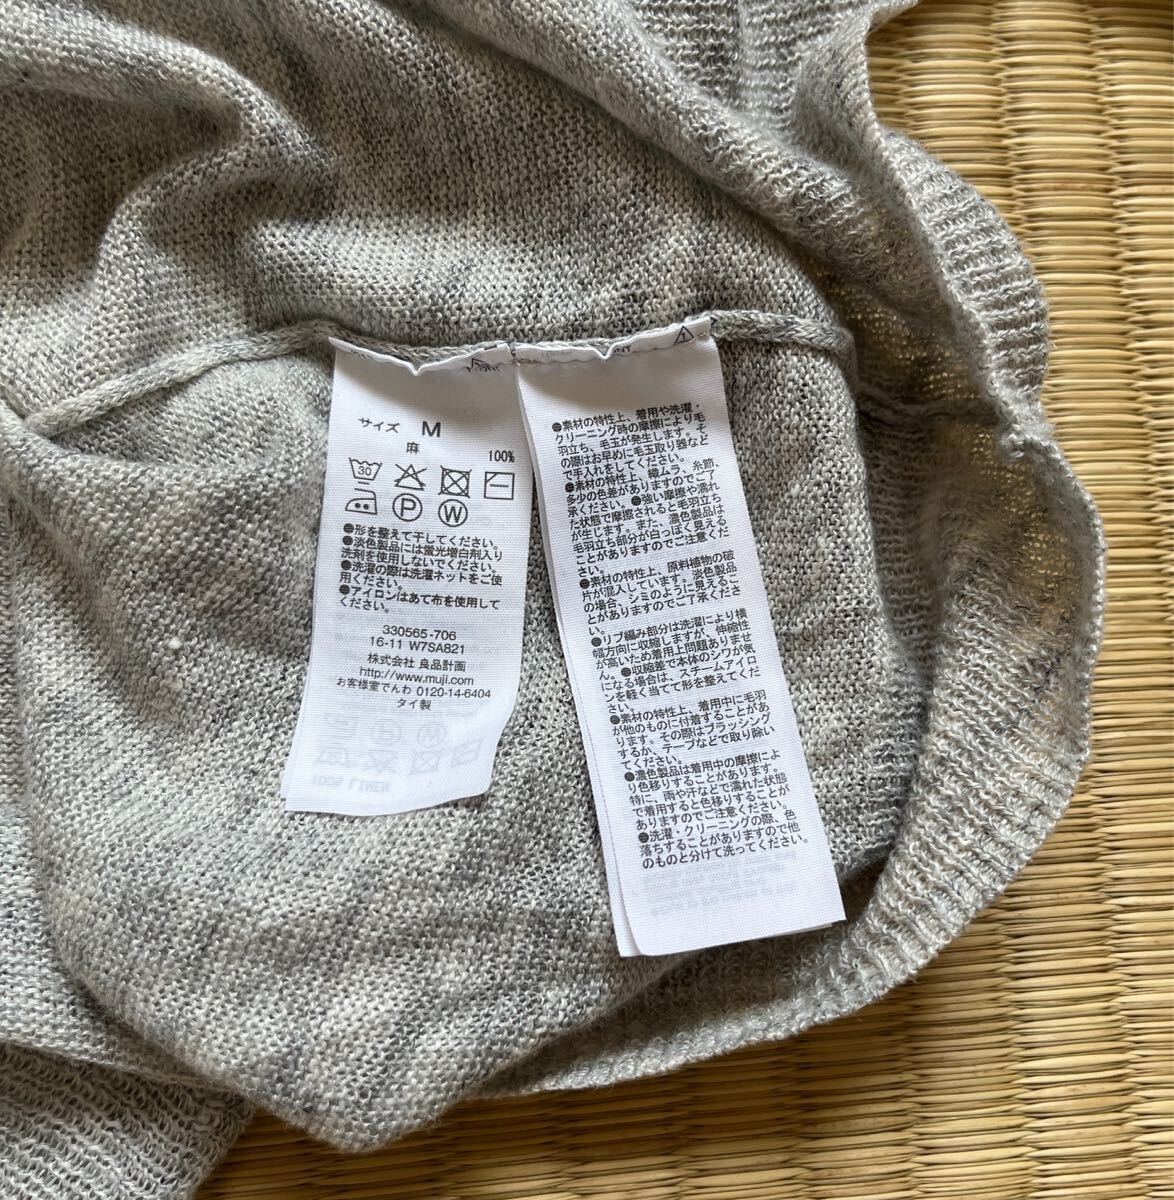 サイズ M
麻 100%
30
P W
●形を整えて干してください。
●淡色製品には蛍光増白剤入り
洗剤を使用しないでください。
●洗濯の際は洗濯ネットをご使
用ください。
●アイロンはあて布を使用して
ください。
330565-706
16-11 W7SA821
株式会社 良品計画
http://www.muji.com
お客様室でんわ 0120-14-6404
タイ製
●素材の特性上、着用や洗濯・
クリーニング時の摩擦により毛
羽立ち、毛玉が発生します。そ
の際はお早めに毛玉取り器など
で手入れをしてください。
●素材の特性上、織ムラ、糸節、
多少の色差がありますのでご了
承ください。●強い摩擦や濡れ
た状態で摩擦されると毛羽立ち
が生じます。また、濃色製品は
毛羽立ち部分が白っぽく見える
ことがありますのでご注意くだ
さい。
●素材の特性上、原料植物の破
片が混入しています。淡色製品
の場合、シミのように見えるこ
とがありますのでご了承くださ
い。
●リブ編み部分は洗濯により横
幅方向に収縮しますが、伸縮性
が高いため着用上問題ありませ
ん。●収縮差で本体のシワが気
になる場合は、スチームアイロ
ンを軽く当てて形を整えてくだ
さい。
●素材の特性上、着用中に毛羽
が他のものに付着することがあ
ります。その際はブラッシング
するか、テープなどで取り除い
てください。
●濃色製品は着用中の摩擦によ
り色移りすることがあります。
特に、雨や汗などで濡れた状態
で着用すると色移りすることが
ありますのでご注意ください。
●洗濯・クリーニングの際、色
落ちすることがありますので他
のものと分けて洗ってください。
100% LINEN